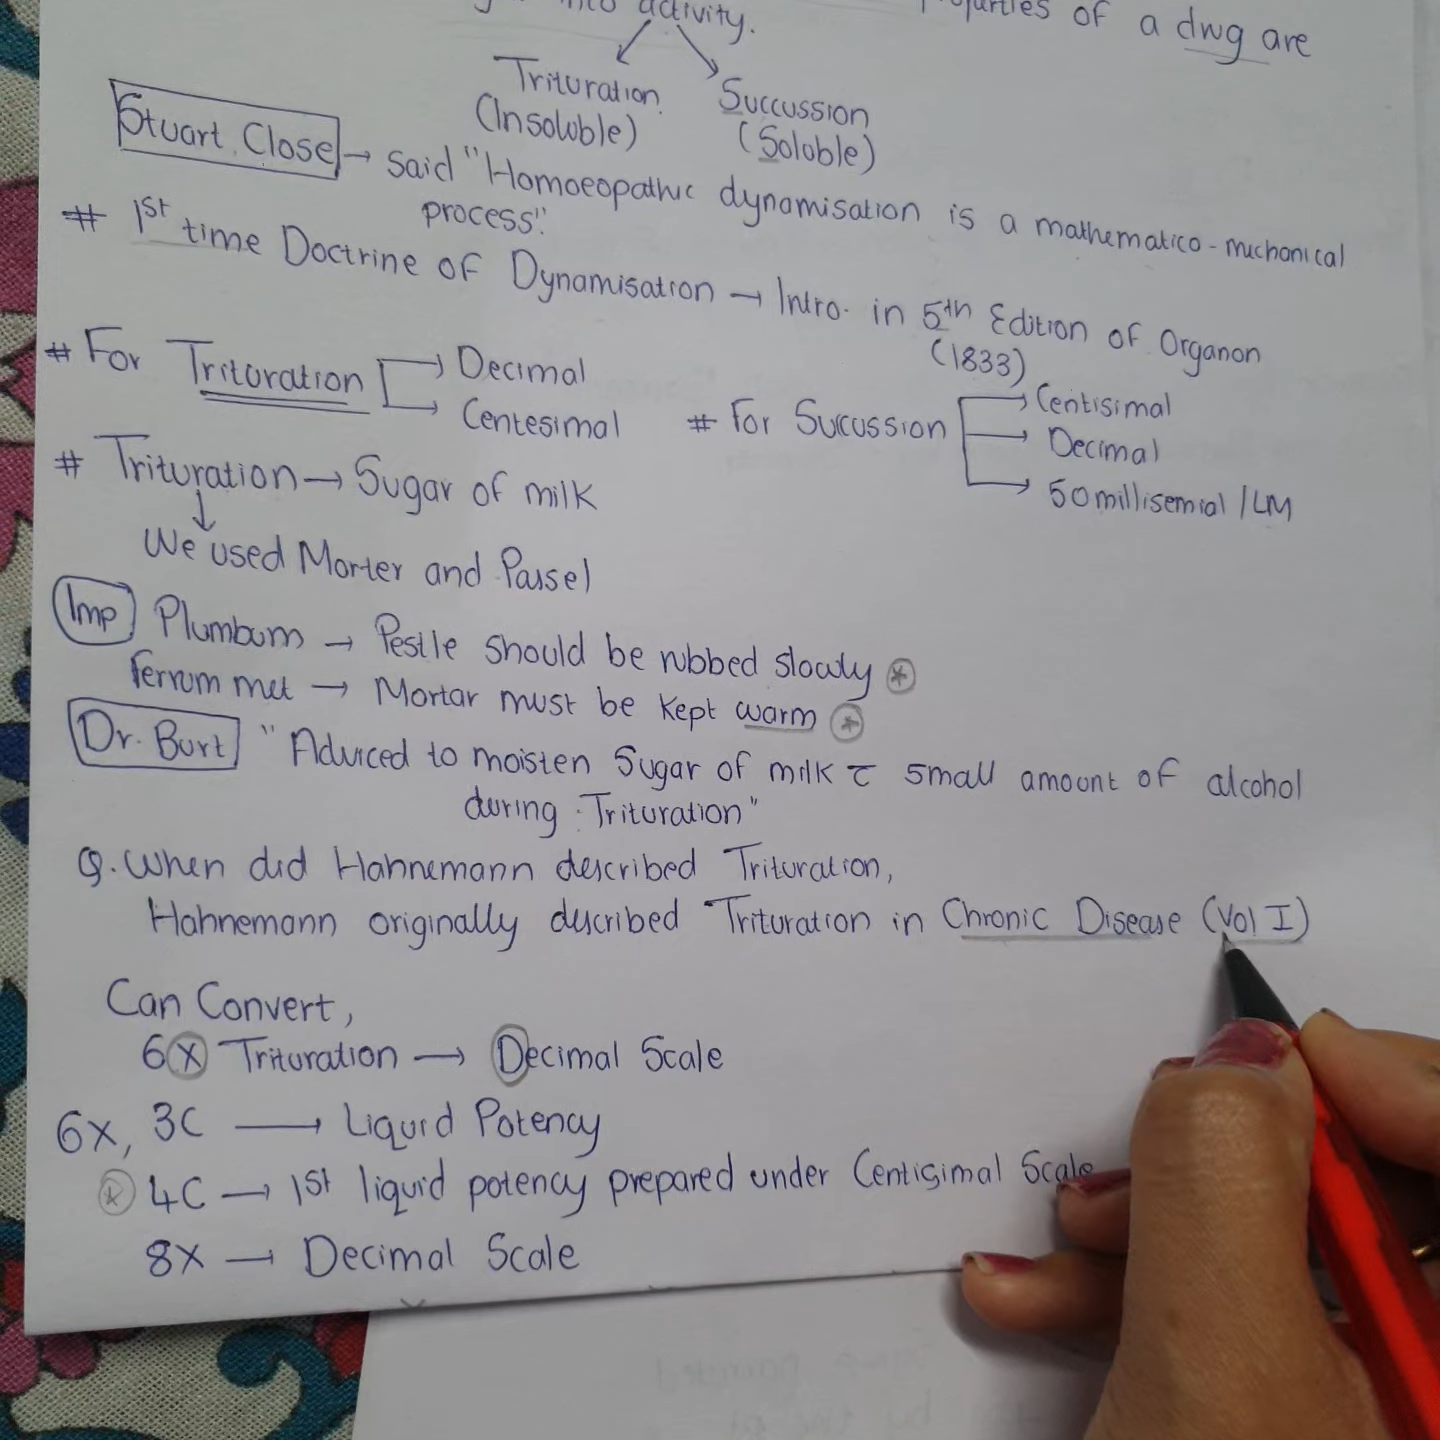 into activity.
of a drug are
Trituration
(Insoluble)
Succussion
(Soluble)
Stuart Close → said "Homoeopathic dynamisation is a mathematico-michonical
process".
# 1st time Doctrine of Dynamisation → Intro. in 5th Edition of Organon
(1833)
# For Trituration → Decimal
→ Centesimal
# For Succussion → Centisimal
→ Decimal
→ 50 millisemial / LM
# Trituration → Sugar of milk
↓
We used Morter and Passel
Imp Plumbum → Pestle should be rubbed slowly *
Ferrum met → Mortar must be kept warm *
Dr. Burt "Adviced to moisten Sugar of milk c̄ small amount of alcohol
during Trituration"
Q. When did Hahnemann described Trituration,
Hahnemann originally discribed Trituration in Chronic Disease (Vol I)
Can Convert,
6X Trituration → Decimal Scale
6X, 3C → Liquid Potency
* 4C → 1st liquid potency prepared under Centisimal Scale
8X → Decimal Scale